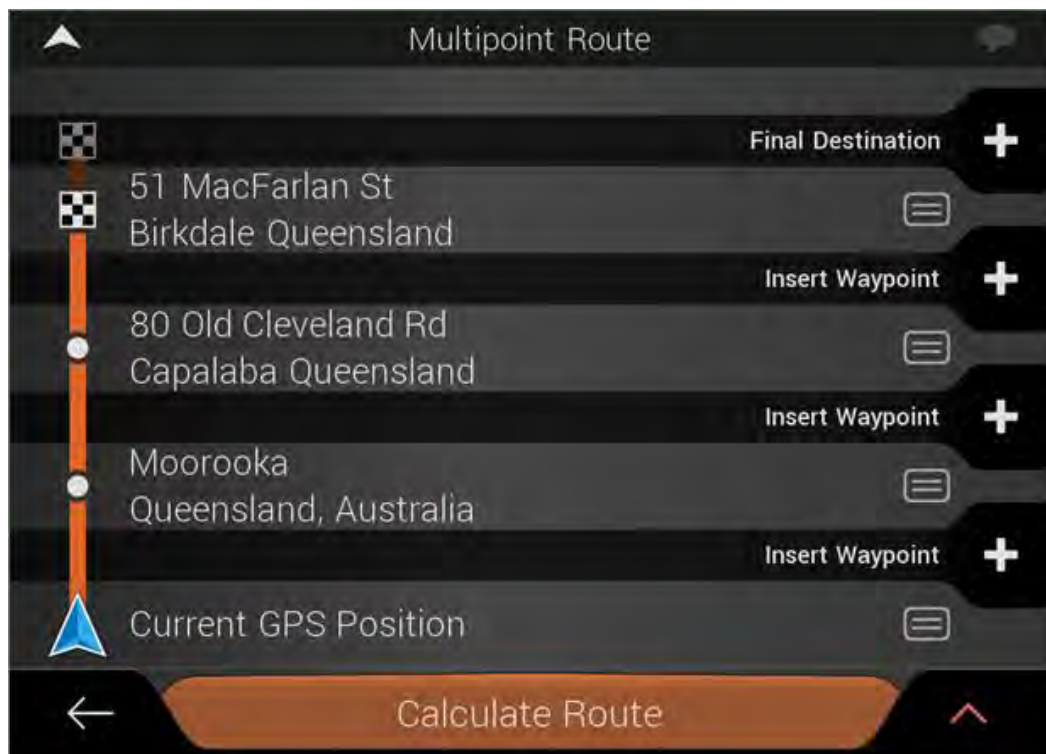 Multipoint Route
Final Destination
51 MacFarlan St
Birkdale Queensland
Insert Waypoint
80 Old Cleveland Rd
Capalaba Queensland
Insert Waypoint
Moorooka
Queensland, Australia
Insert Waypoint
Current GPS Position
Calculate Route